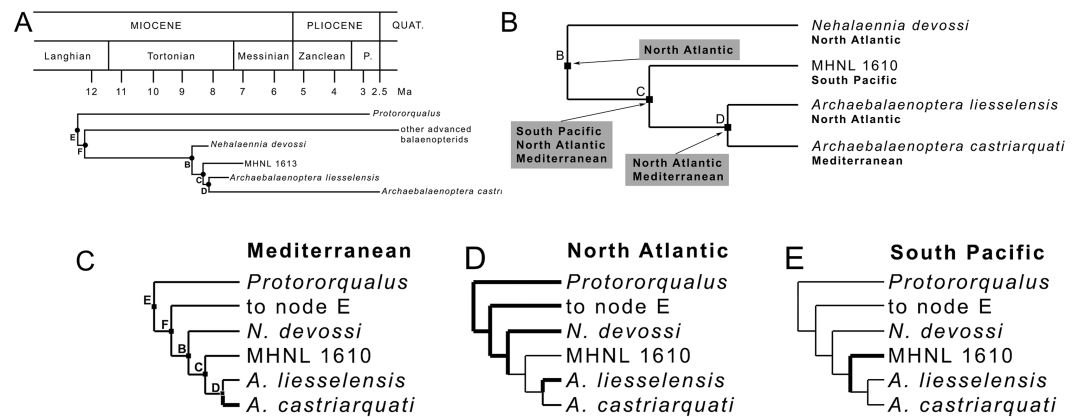 A
MIOCENE PLIOCENE QUAT.
Langhian Tortonian Messinian Zanclean P.
12 11 10 9 8 7 6 5 4 3 2.5 Ma
Protororqualus
E
other advanced
balaenopterids
F
Nehalaennia devossi
B
MHNL 1613
C
Archaebalaenoptera liesselensis
D
Archaebalaenoptera castri
B
Nehalaennia devossi
North Atlantic
B
North Atlantic
MHNL 1610
South Pacific
C
Archaebalaenoptera liesselensis
North Atlantic
D
South Pacific
North Atlantic
Mediterranean
North Atlantic
Mediterranean
Archaebalaenoptera castriarquati
Mediterranean
C
Mediterranean
Protororqualus
E
to node E
F
N. devossi
B
MHNL 1610
C
A. liesselensis
D
A. castriarquati
D
North Atlantic
Protororqualus
to node E
N. devossi
MHNL 1610
A. liesselensis
A. castriarquati
E
South Pacific
Protororqualus
to node E
N. devossi
MHNL 1610
A. liesselensis
A. castriarquati